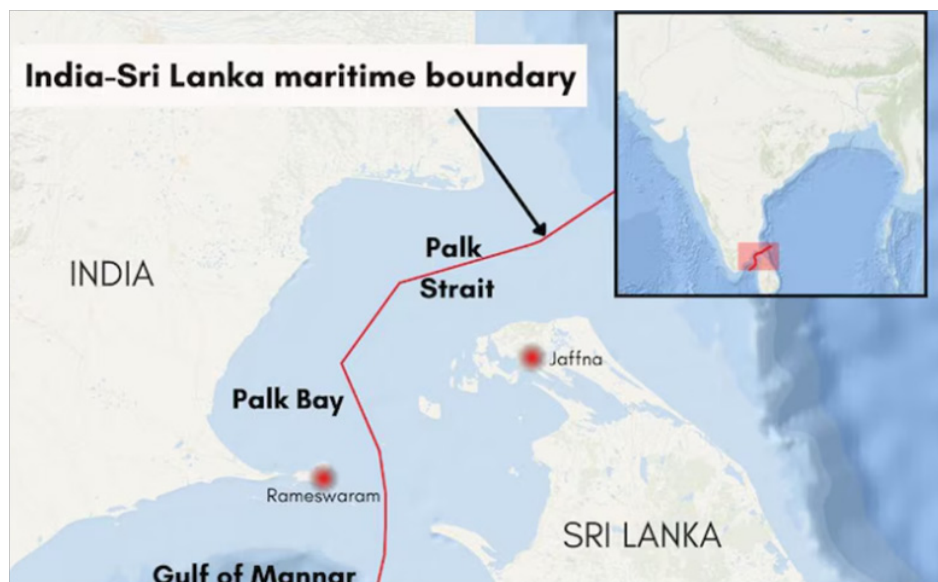 India-Sri Lanka maritime boundary
INDIA
Palk
Strait
Jaffna
Palk Bay
Rameswaram
SRI LANKA
Gulf of Mannar